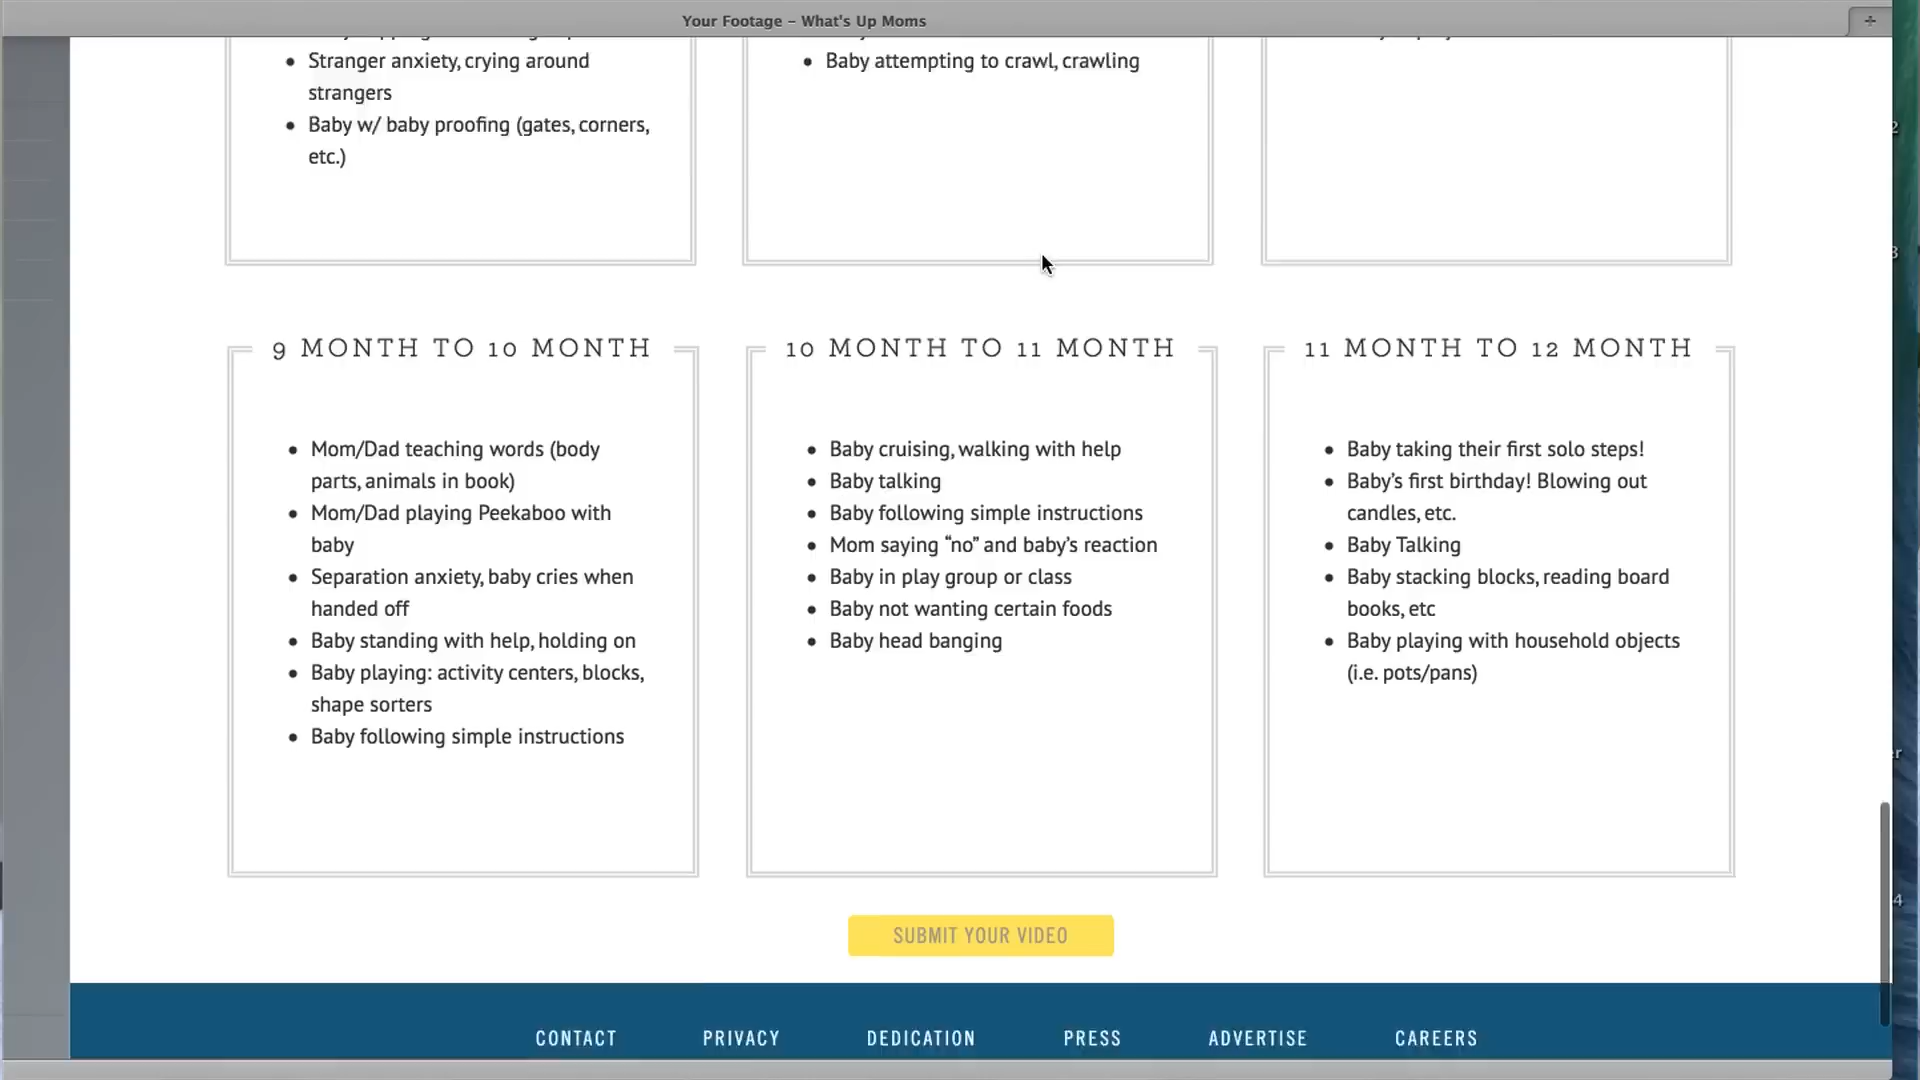 Your Footage – What's Up Moms
Stranger anxiety, crying around
strangers
Baby w/ baby proofing (gates, corners,
etc.)
Baby attempting to crawl, crawling
9 MONTH TO 10 MONTH
Mom/Dad teaching words (body
parts, animals in book)
Mom/Dad playing Peekaboo with
baby
Separation anxiety, baby cries when
handed off
Baby standing with help, holding on
Baby playing: activity centers, blocks,
shape sorters
Baby following simple instructions
10 MONTH TO 11 MONTH
Baby cruising, walking with help
Baby talking
Baby following simple instructions
Mom saying “no” and baby’s reaction
Baby in play group or class
Baby not wanting certain foods
Baby head banging
11 MONTH TO 12 MONTH
Baby taking their first solo steps!
Baby’s first birthday! Blowing out
candles, etc.
Baby Talking
Baby stacking blocks, reading board
books, etc
Baby playing with household objects
(i.e. pots/pans)
SUBMIT YOUR VIDEO
CONTACT PRIVACY DEDICATION PRESS ADVERTISE CAREERS